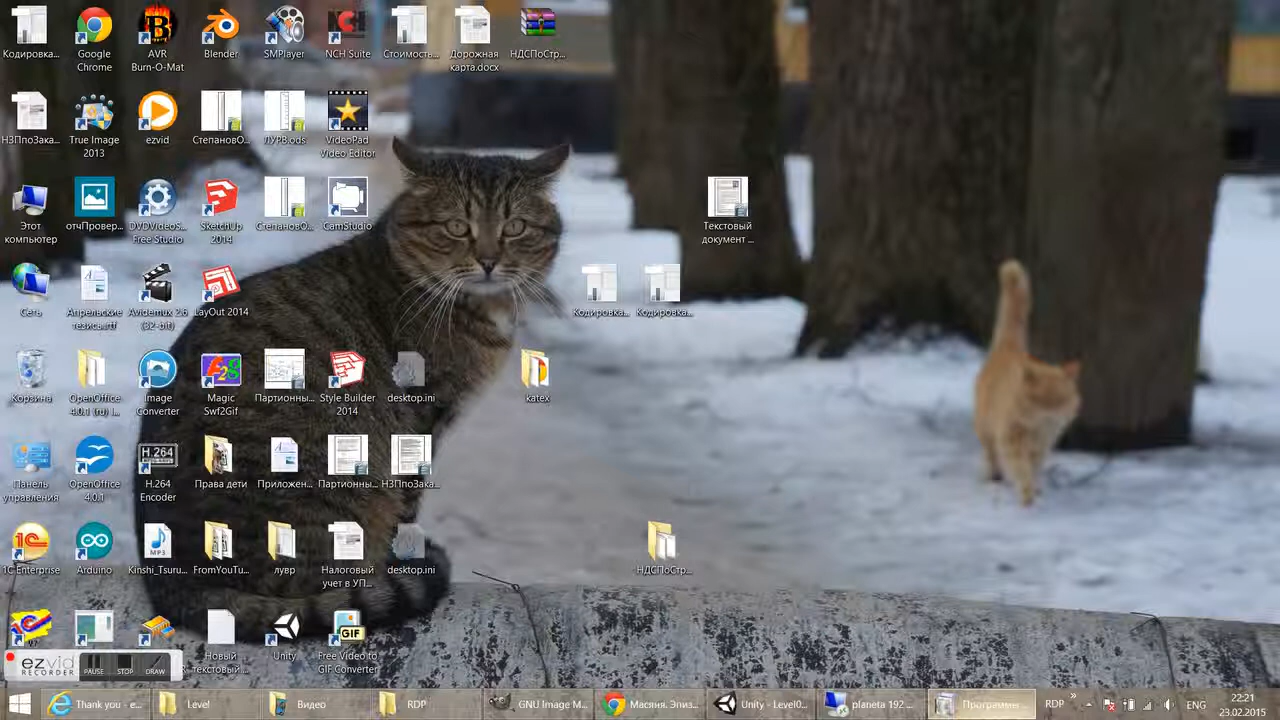 Кодировка...
Google
Chrome
AVR
Burn-O-Mat
Blender
SMPlayer
NCH Suite
Стоимость...
Дорожная
карта.docx
НДСПоСтр...
НЗПпоЗака...
True Image
2013
ezvid
СтепановО...
ЛУРВ.ods
VideoPad
Video Editor
Этот
компьютер
отчПровер...
DVDVideoS...
Free Studio
SketchUp
2014
СтепановО...
CamStudio
Текстовый
документ ...
Сеть
Апрельские
тезисы.rtf
Avidemux 2.6
(32-bit)
LayOut 2014
Кодировка...
Кодировка...
Корзина
OpenOffice
4.0.1 (ru) I...
Image
Converter
Magic
Swf2Gif
Партионны...
Style Builder
2014
desktop.ini
katex
Панель
управления
OpenOffice
4.0.1
H.264
H.264
Encoder
Права дети
Приложен...
Партионны...
НЗПпоЗака...
1C Enterprise
Arduino
MP3
Kinshi_Tsuru...
FromYouTu...
лурв
Налоговый
учет в УП...
desktop.ini
НДСПоСтр...
GIF
Новый
текстовый...
Unity
Free Video to
GIF Converter
ezvid
RECORDER
PAUSE
STOP
DRAW
Thank you - e...
Level
Видео
RDP
GNU Image M...
Масяня. Эпиз...
Unity - Level0...
planeta 192 ...
Программы ...
RDP
ENG
22:21
23.02.2015